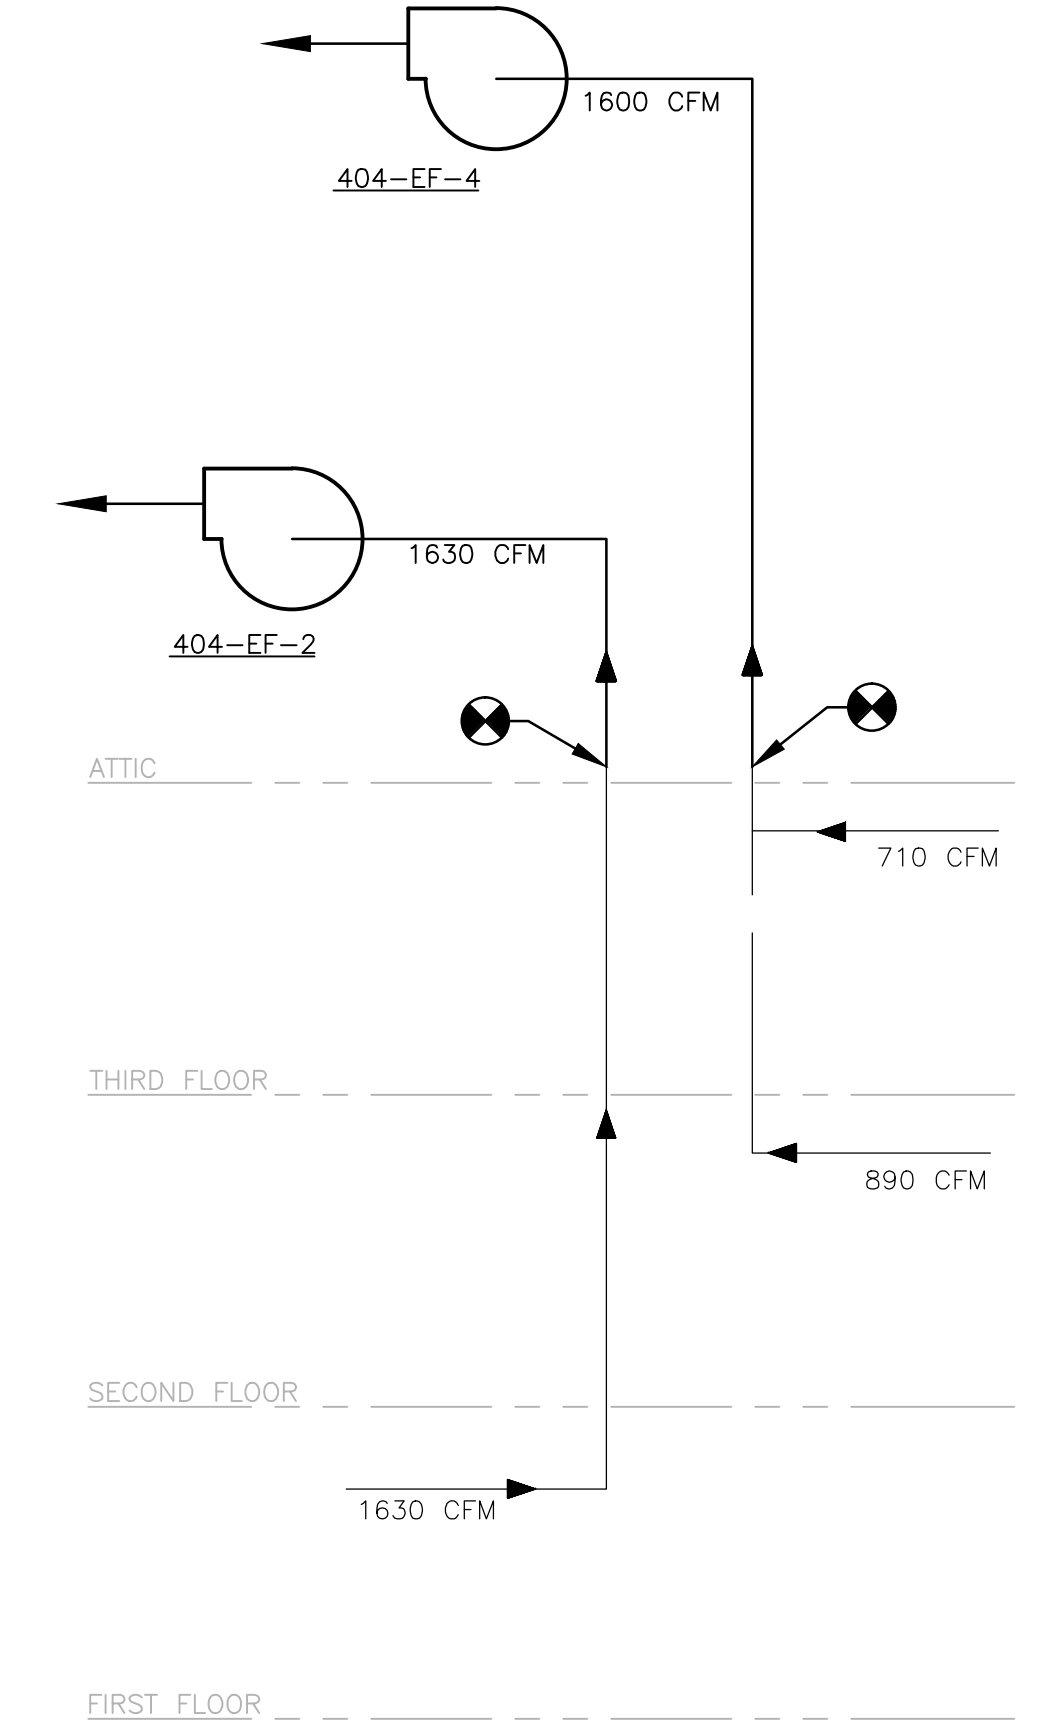 1600 CFM
404-EF-4
1630 CFM
404-EF-2
ATTIC
710 CFM
THIRD FLOOR
890 CFM
SECOND FLOOR
1630 CFM
FIRST FLOOR